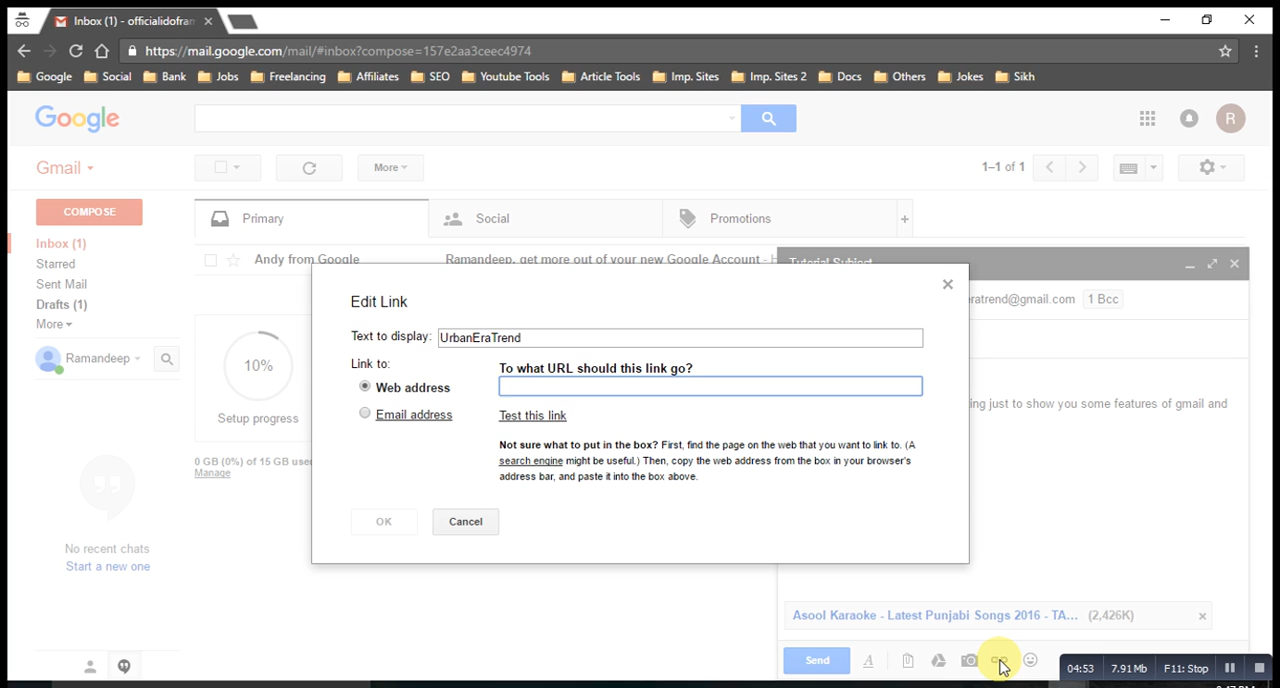 Inbox (1) - officialidofran
https://mail.google.com/mail/#inbox?compose=157e2aa3ceec4974
Google Social Bank Jobs Freelancing Affiliates SEO Youtube Tools Article Tools Imp. Sites Imp. Sites 2 Docs Others Jokes Sikh
Google
R
Gmail
More
1–1 of 1
COMPOSE
Primary
Social
Promotions
+
Inbox (1)
Starred
Sent Mail
Drafts (1)
More
Ramandeep
Andy from Google Ramandeep, get more out of your new Google Account - H
10%
Setup progress
0 GB (0%) of 15 GB used
Manage
No recent chats
Start a new one
Tutorial Subject
eratrend@gmail.com 1 Bcc
ing just to show you some features of gmail and
Edit Link
Text to display: UrbanEraTrend
Link to:
Web address
Email address
To what URL should this link go?
Test this link
Not sure what to put in the box? First, find the page on the web that you want to link to. (A
search engine might be useful.) Then, copy the web address from the box in your browser's
address bar, and paste it into the box above.
OK
Cancel
Asool Karaoke - Latest Punjabi Songs 2016 - TA... (2,426K)
Send
04:53 7.91 Mb F11: Stop